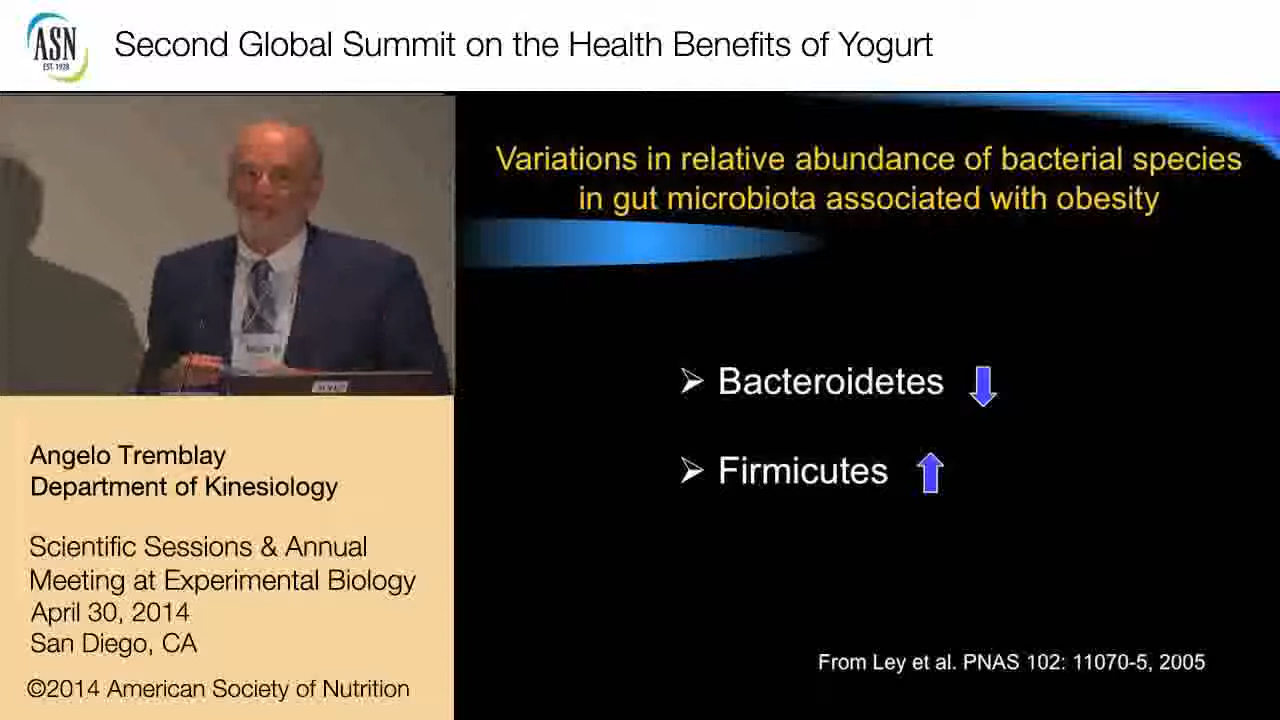 ASN
EST. 1928
Second Global Summit on the Health Benefits of Yogurt
Variations in relative abundance of bacterial species
in gut microbiota associated with obesity
➢ Bacteroidetes
➢ Firmicutes
From Ley et al. PNAS 102: 11070-5, 2005
Angelo Tremblay
Department of Kinesiology
Scientific Sessions & Annual
Meeting at Experimental Biology
April 30, 2014
San Diego, CA
©2014 American Society of Nutrition